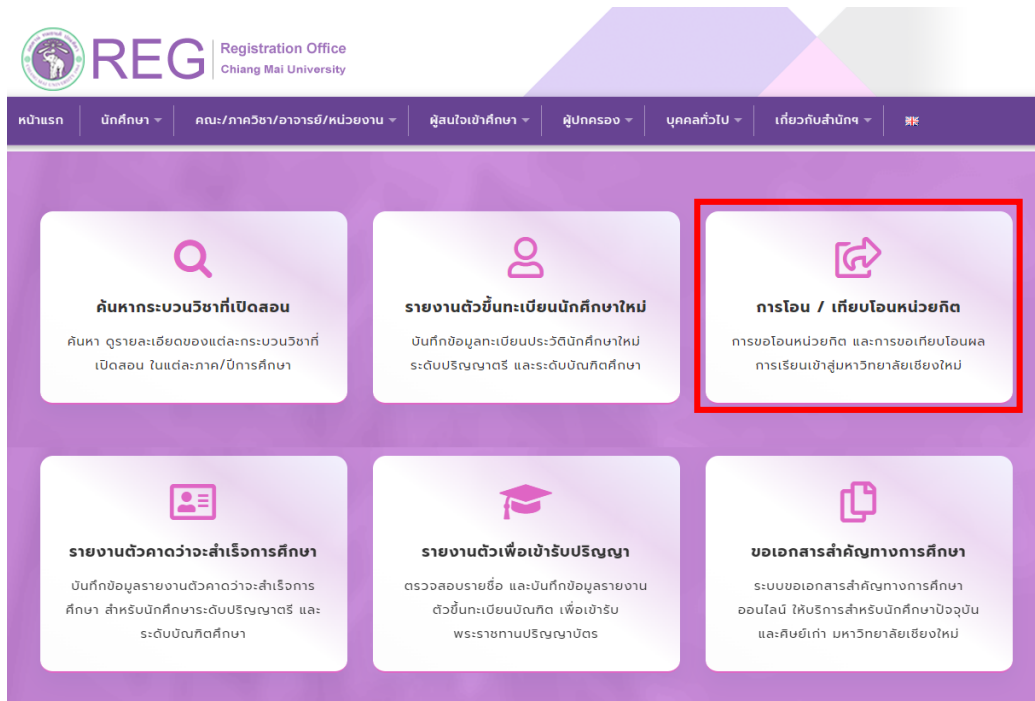 REG
Registration Office
Chiang Mai University
หน้าแรก นักศึกษา คณะ/ภาควิชา/อาจารย์/หน่วยงาน ผู้สนใจเข้าศึกษา ผู้ปกครอง บุคคลทั่วไป เกี่ยวกับสำนักฯ
ค้นหากระบวนวิชาที่เปิดสอน
ค้นหา ดูรายละเอียดของแต่ละกระบวนวิชาที่
เปิดสอน ในแต่ละภาค/ปีการศึกษา
รายงานตัวขึ้นทะเบียนนักศึกษาใหม่
บันทึกข้อมูลทะเบียนประวัตินักศึกษาใหม่
ระดับปริญญาตรี และระดับบัณฑิตศึกษา
การโอน / เทียบโอนหน่วยกิต
การขอโอนหน่วยกิต และการขอเทียบโอนผล
การเรียนเข้าสู่มหาวิทยาลัยเชียงใหม่
รายงานตัวคาดว่าจะสำเร็จการศึกษา
บันทึกข้อมูลรายงานตัวคาดว่าจะสำเร็จการ
ศึกษา สำหรับนักศึกษาระดับปริญญาตรี และ
ระดับบัณฑิตศึกษา
รายงานตัวเพื่อเข้ารับปริญญา
ตรวจสอบรายชื่อ และบันทึกข้อมูลรายงาน
ตัวขึ้นทะเบียนบัณฑิต เพื่อเข้ารับ
พระราชทานปริญญาบัตร
ขอเอกสารสำคัญทางการศึกษา
ระบบขอเอกสารสำคัญทางการศึกษา
ออนไลน์ ให้บริการสำหรับนักศึกษาปัจจุบัน
และศิษย์เก่า มหาวิทยาลัยเชียงใหม่